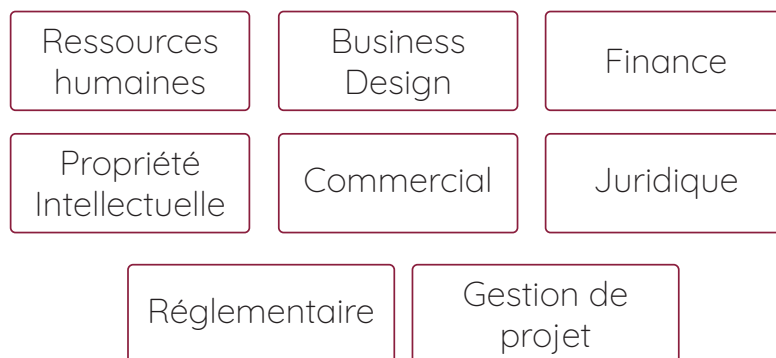 Ressources
humaines
Business
Design
Finance
Propriété
Intellectuelle
Commercial
Juridique
Réglementaire
Gestion de
projet